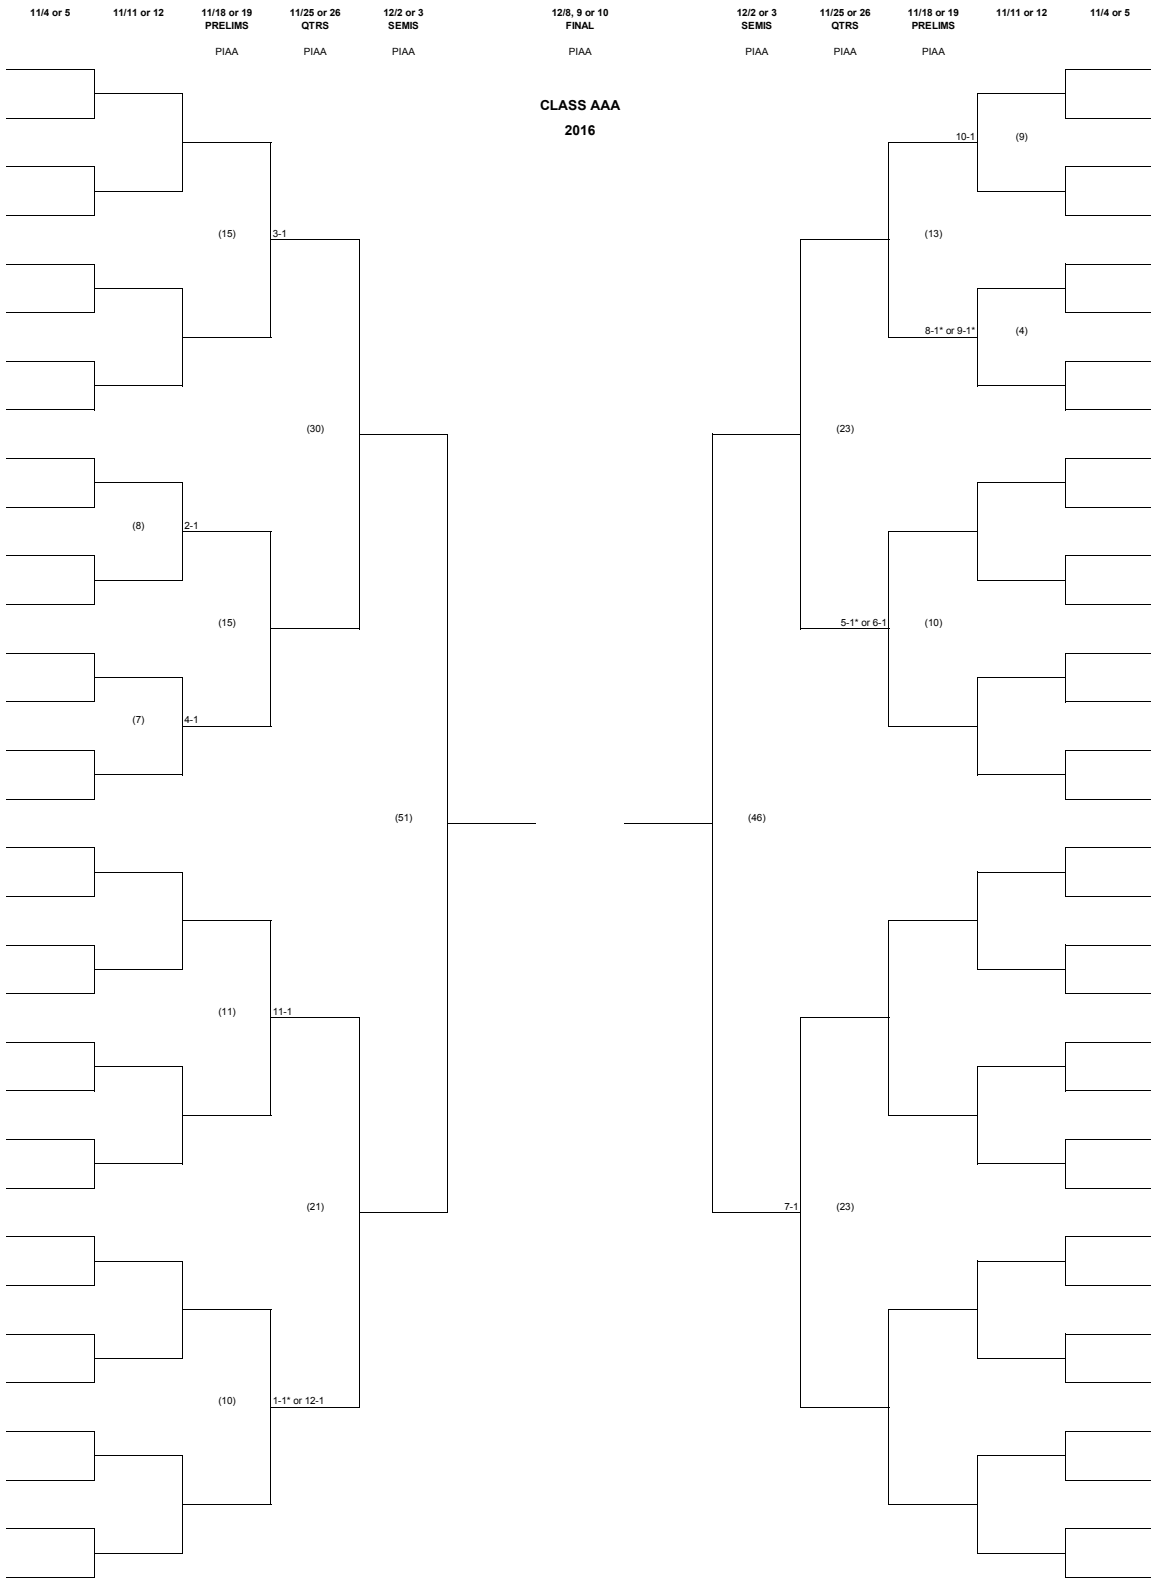 11/4 or 5 11/11 or 12 11/18 or 19 11/25 or 26 12/2 or 3 12/8, 9 or 10 12/2 or 3 11/25 or 26 11/18 or 19 11/11 or 12 11/4 or 5
PRELIMS QTRS SEMIS FINAL SEMIS QTRS PRELIMS
PIAA PIAA PIAA PIAA PIAA PIAA PIAA
CLASS AAA
2016
10-1 (9)
(15) 3-1 (13)
8-1* or 9-1* (4)
(30) (23)
(8) 2-1
(15) 5-1* or 6-1 (10)
(7) 4-1
(51) (46)
(11) 11-1
(21) 7-1 (23)
(10) 1-1* or 12-1